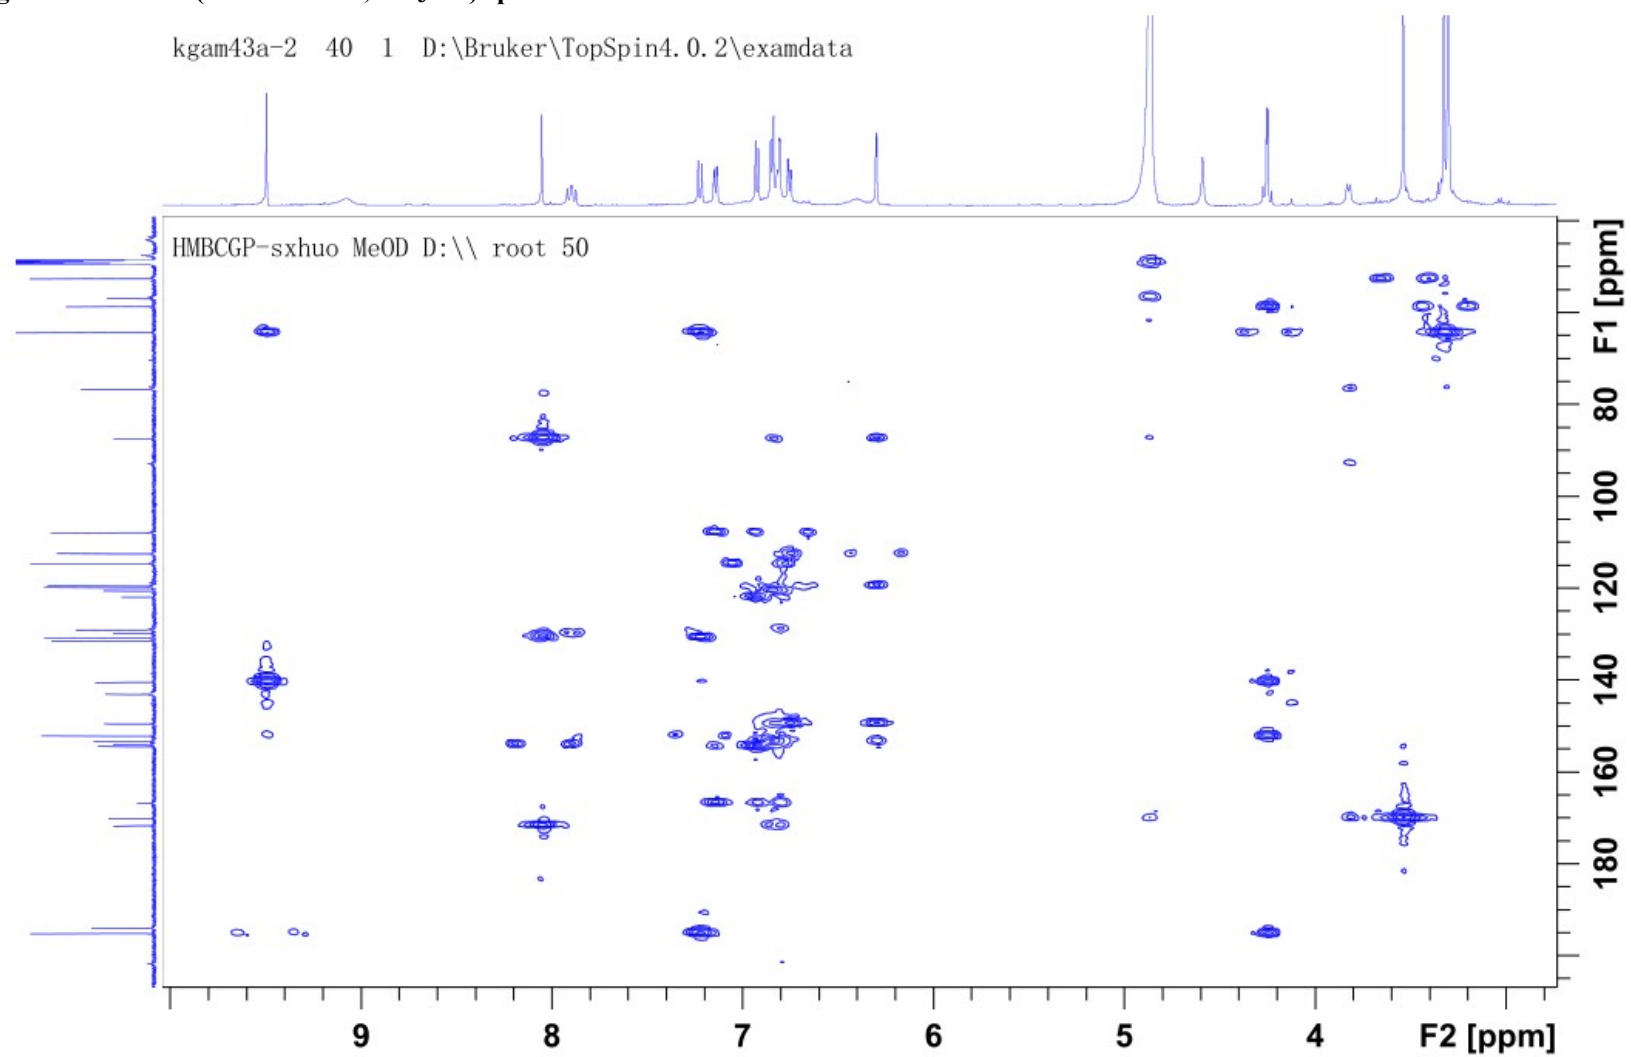 kgam43a-2 40 1 D:\Bruker\TopSpin4.0.2\examdata
HMBCGP-sxhuo MeOD D:\\ root 50
F1 [ppm]
80
100
120
140
160
180
9 8 7 6 5 4 F2 [ppm]